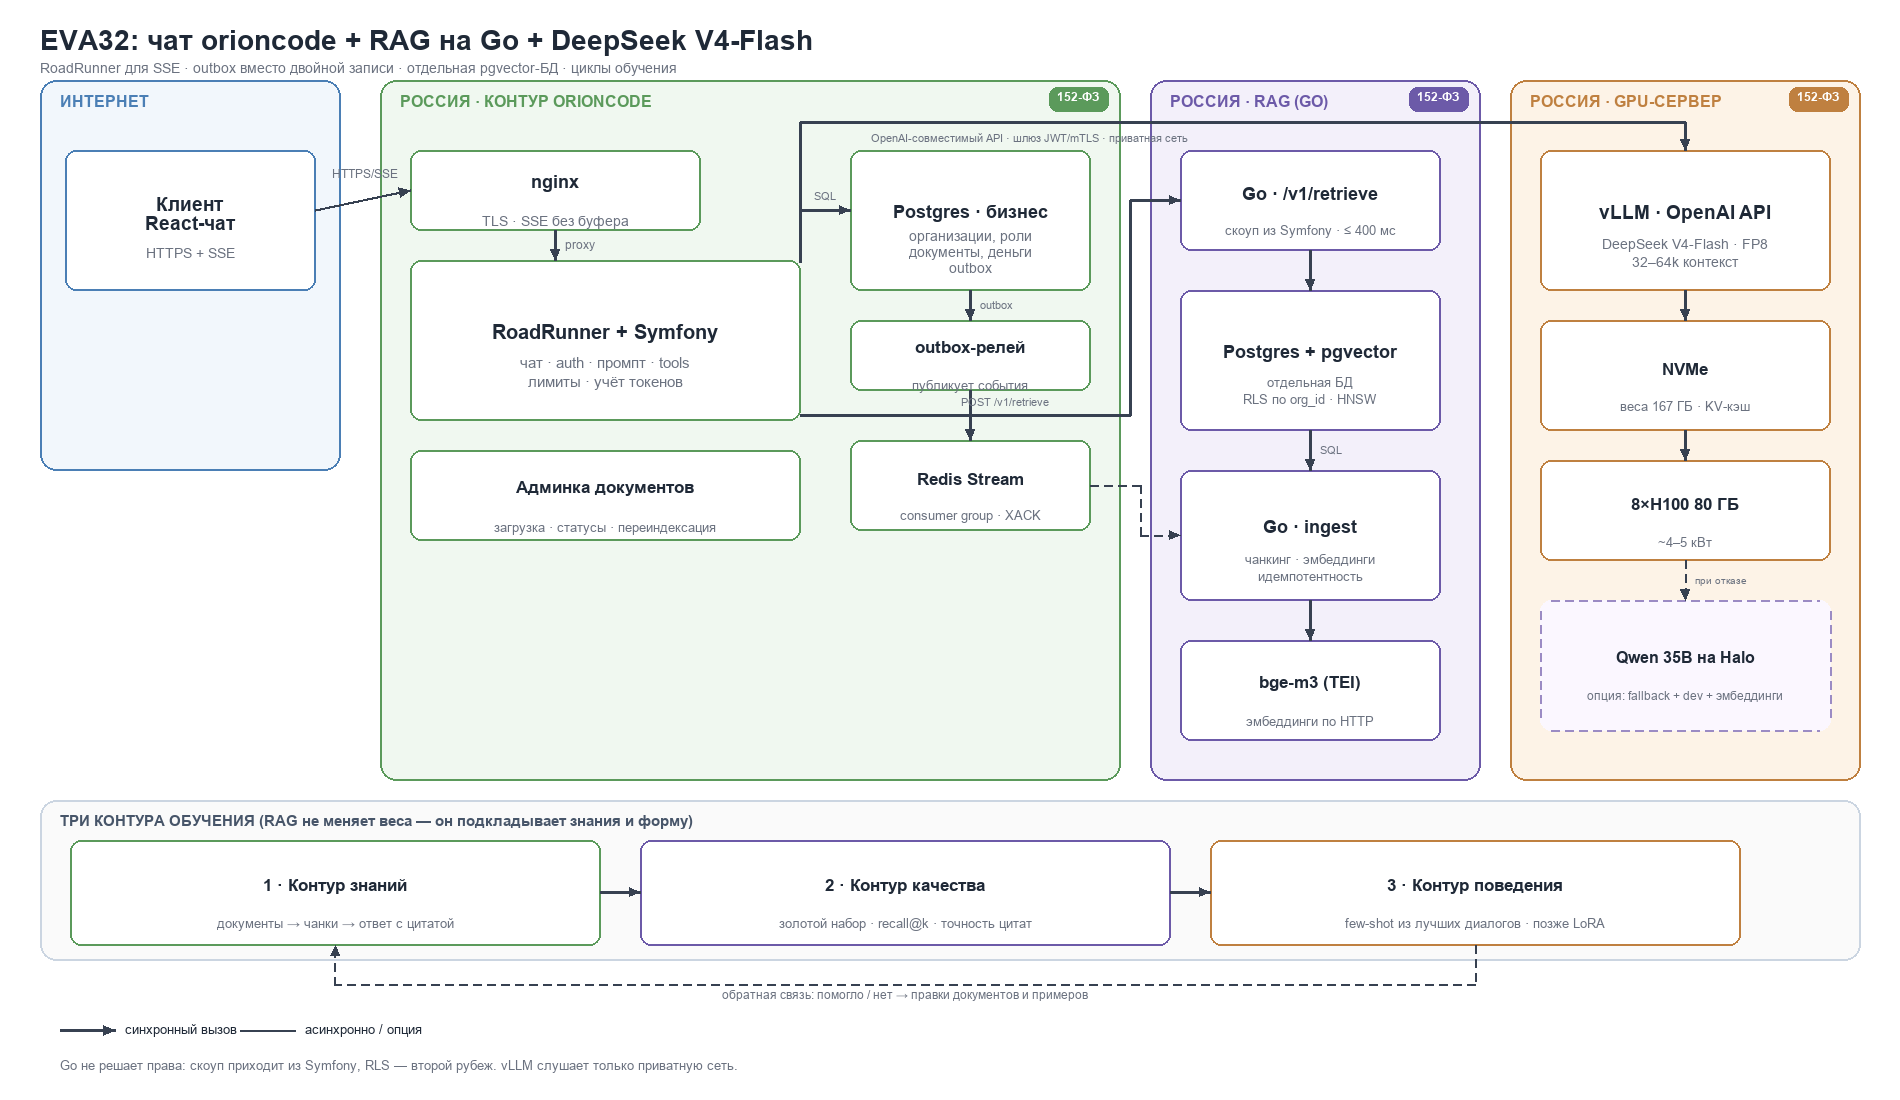 EVA32: чат orioncode + RAG на Go + DeepSeek V4-Flash
RoadRunner для SSE · outbox вместо двойной записи · отдельная pgvector-БД · циклы обучения
ИНТЕРНЕТ
Клиент
React-чат
HTTPS + SSE
HTTPS/SSE
РОССИЯ · КОНТУР ORIONCODE
152-ФЗ
nginx
TLS · SSE без буфера
proxy
RoadRunner + Symfony
чат · auth · промпт · tools
лимиты · учёт токенов
Админка документов
загрузка · статусы · переиндексация
OpenAI-совместимый API · шлюз JWT/mTLS · приватная сеть
SQL
Postgres · бизнес
организации, роли
документы, деньги
outbox
outbox
outbox-релей
публикует события
POST /v1/retrieve
Redis Stream
consumer group · XACK
РОССИЯ · RAG (GO)
152-ФЗ
Go · /v1/retrieve
скоуп из Symfony · ≤ 400 мс
Postgres + pgvector
отдельная БД
RLS по org_id · HNSW
SQL
Go · ingest
чанкинг · эмбеддинги
идемпотентность
bge-m3 (TEI)
эмбеддинги по HTTP
РОССИЯ · GPU-СЕРВЕР
152-ФЗ
vLLM · OpenAI API
DeepSeek V4-Flash · FP8
32–64k контекст
NVMe
веса 167 ГБ · KV-кэш
8×H100 80 ГБ
~4–5 кВт
при отказе
Qwen 35B на Halo
опция: fallback + dev + эмбеддинги
ТРИ КОНТУРА ОБУЧЕНИЯ (RAG не меняет веса — он подкладывает знания и форму)
1 · Контур знаний
документы → чанки → ответ с цитатой
2 · Контур качества
золотой набор · recall@k · точность цитат
3 · Контур поведения
few-shot из лучших диалогов · позже LoRA
обратная связь: помогло / нет → правки документов и примеров
синхронный вызов
асинхронно / опция
Go не решает права: скоуп приходит из Symfony, RLS — второй рубеж. vLLM слушает только приватную сеть.